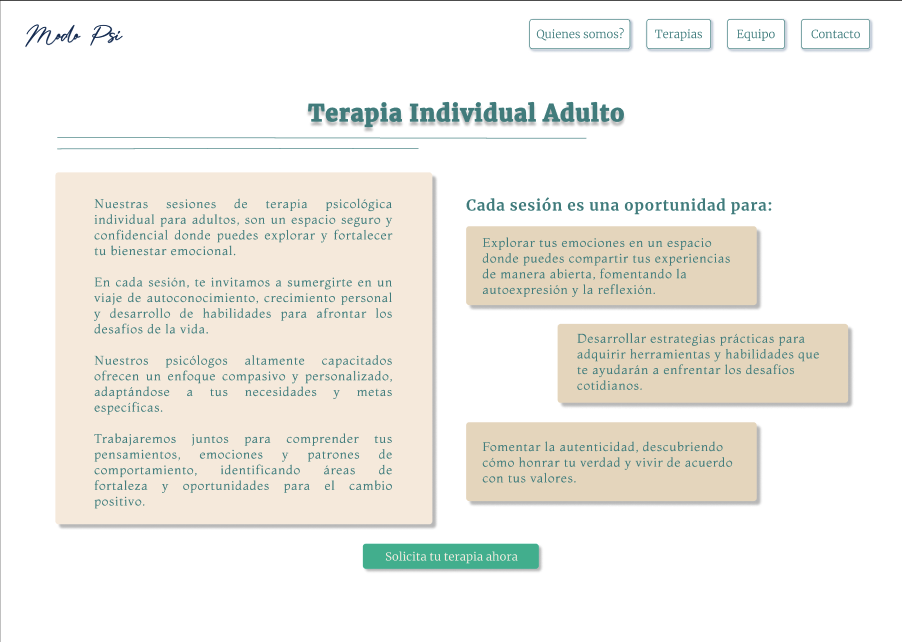 Modo Psi
Quienes somos?
Terapias
Equipo
Contacto
Terapia Individual Adulto
Nuestras sesiones de terapia psicológica
individual para adultos, son un espacio seguro y
confidencial donde puedes explorar y fortalecer
tu bienestar emocional.
En cada sesión, te invitamos a sumergirte en un
viaje de autoconocimiento, crecimiento personal
y desarrollo de habilidades para afrontar los
desafíos de la vida.
Nuestros psicólogos altamente capacitados
ofrecen un enfoque compasivo y personalizado,
adaptándose a tus necesidades y metas
específicas.
Trabajaremos juntos para comprender tus
pensamientos, emociones y patrones de
comportamiento, identificando áreas de
fortaleza y oportunidades para el cambio
positivo.
Cada sesión es una oportunidad para:
Explorar tus emociones en un espacio
donde puedes compartir tus experiencias
de manera abierta, fomentando la
autoexpresión y la reflexión.
Desarrollar estrategias prácticas para
adquirir herramientas y habilidades que
te ayudarán a enfrentar los desafíos
cotidianos.
Fomentar la autenticidad, descubriendo
cómo honrar tu verdad y vivir de acuerdo
con tus valores.
Solicita tu terapia ahora